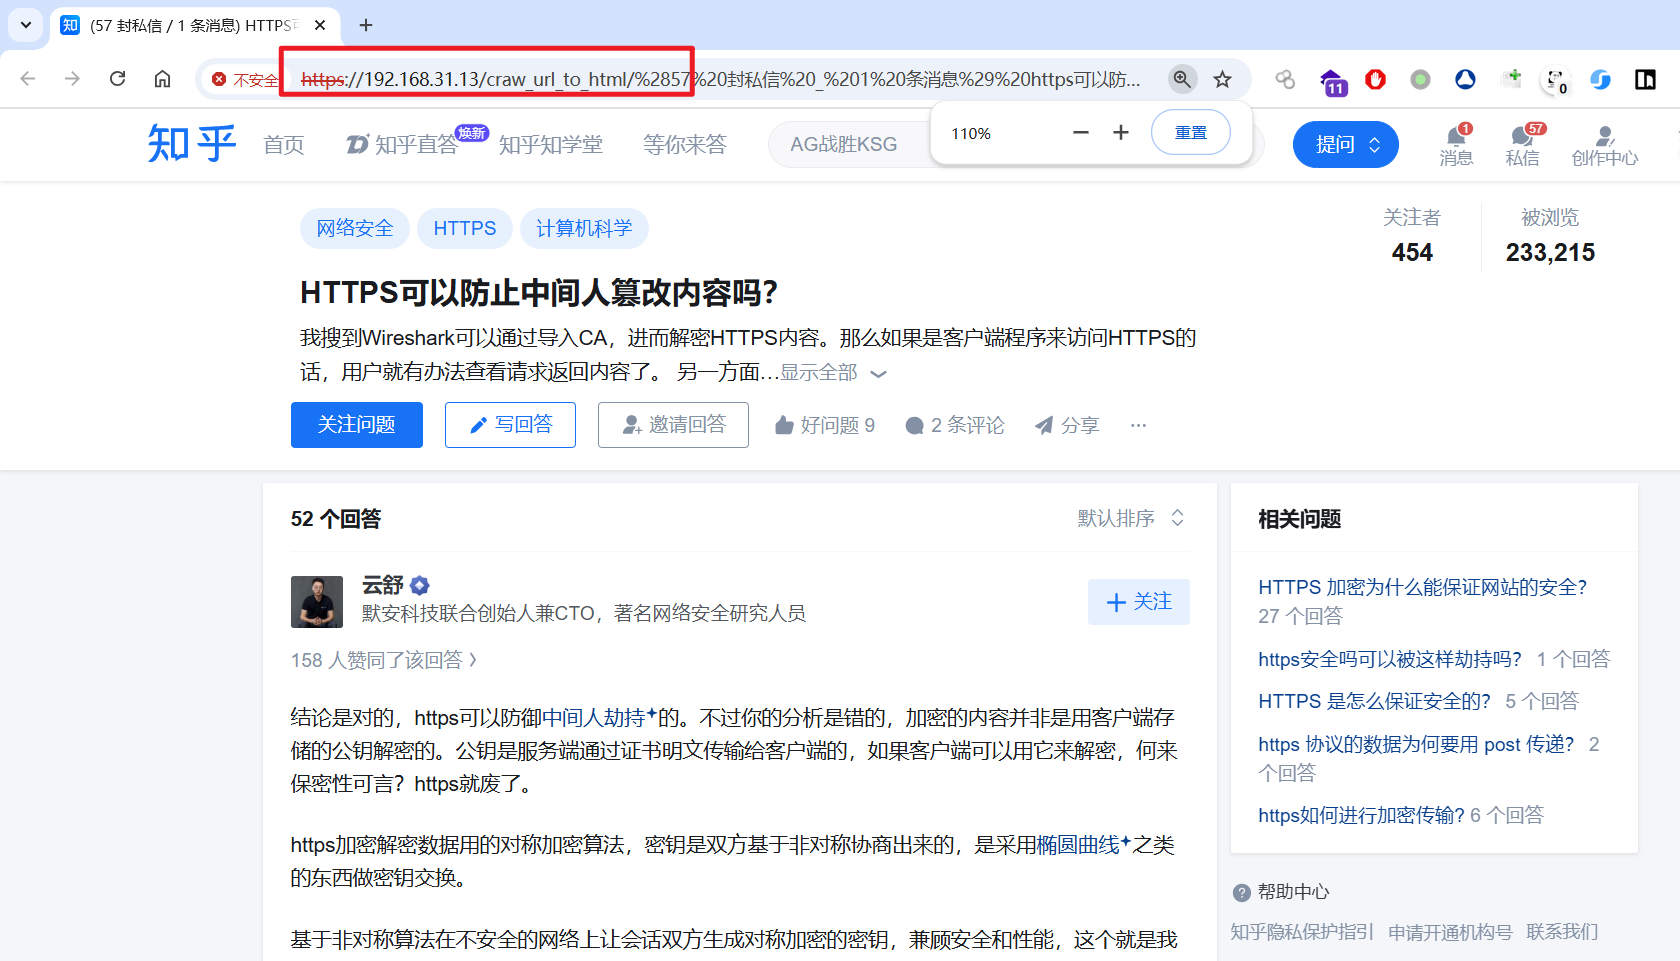 (57 封私信 / 1 条消息) HTTPS
不安全 https://192.168.31.13/craw_url_to_html/%2857%20封私信%20_%201%20条消息%29%20https可以防...
11
0
知乎
首页
知乎直答
焕新
知乎知学堂
等你来答
AG战胜KSG
110%
重置
提问
1
消息
57
私信
创作中心
网络安全
HTTPS
计算机科学
关注者
454
被浏览
233,215
HTTPS可以防止中间人篡改内容吗？
我搜到Wireshark可以通过导入CA，进而解密HTTPS内容。那么如果是客户端程序来访问HTTPS的
话，用户就有办法查看请求返回内容了。 另一方面…显示全部
关注问题
写回答
邀请回答
好问题 9
2 条评论
分享
52 个回答
默认排序
云舒
默安科技联合创始人兼CTO，著名网络安全研究人员
关注
158 人赞同了该回答
结论是对的，https可以防御中间人劫持的。不过你的分析是错的，加密的内容并非是用客户端存
储的公钥解密的。公钥是服务端通过证书明文传输给客户端的，如果客户端可以用它来解密，何来
保密性可言？https就废了。
https加密解密数据用的对称加密算法，密钥是双方基于非对称协商出来的，是采用椭圆曲线之类
的东西做密钥交换。
基于非对称算法在不安全的网络上让会话双方生成对称加密的密钥，兼顾安全和性能，这个就是我
相关问题
HTTPS 加密为什么能保证网站的安全？
27 个回答
https安全吗可以被这样劫持吗？ 1 个回答
HTTPS 是怎么保证安全的？ 5 个回答
https 协议的数据为何要用 post 传递？ 2
个回答
https如何进行加密传输? 6 个回答
帮助中心
知乎隐私保护指引 申请开通机构号 联系我们